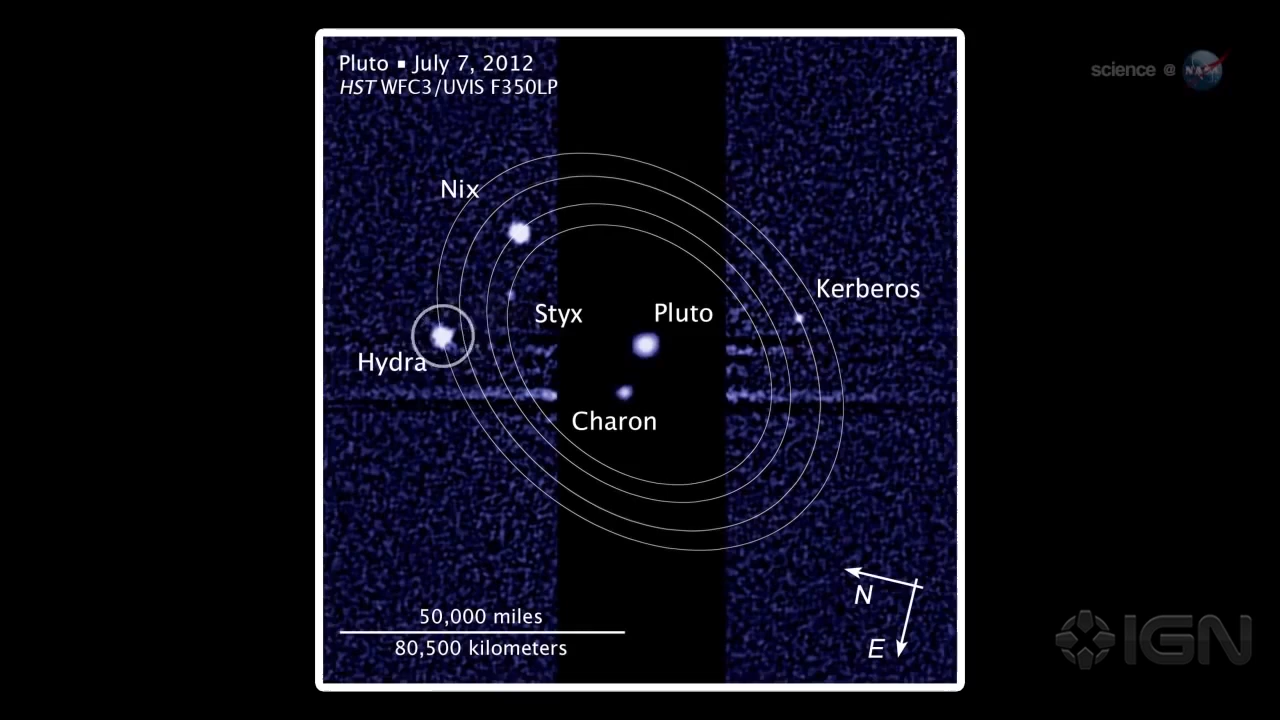 Pluto ▪ July 7, 2012
HST WFC3/UVIS F350LP
science @ NASA
Nix
Kerberos
Styx
Pluto
Hydra
Charon
N
50,000 miles
80,500 kilometers
E
IGN